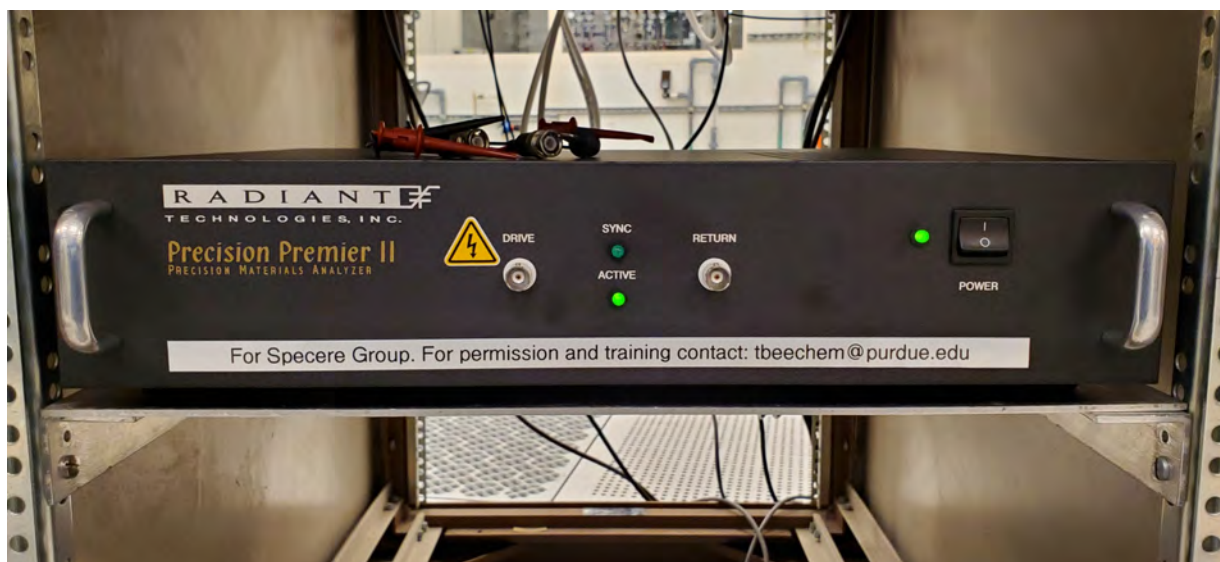 RADIANT
TECHNOLOGIES, INC.
Precision Premier II
PRECISION MATERIALS ANALYZER
DRIVE
SYNC
ACTIVE
RETURN
I
O
POWER
For Specere Group. For permission and training contact: tbeechem@purdue.edu